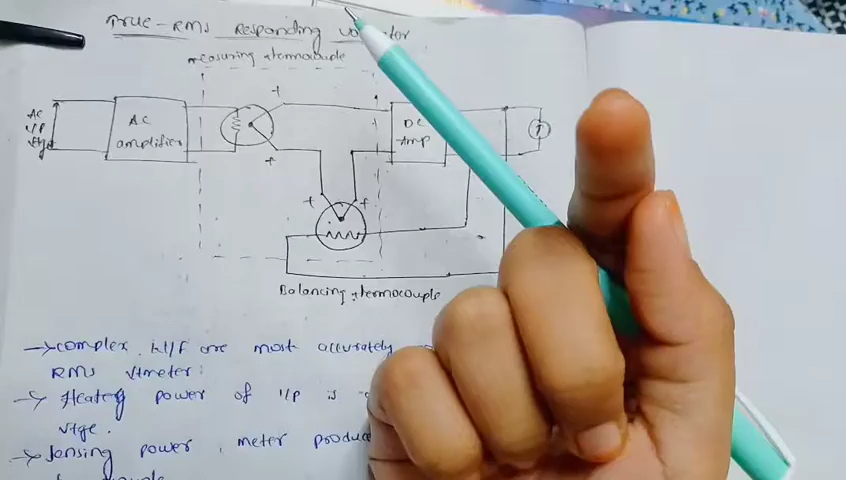 True-RMS Responding
measuring thermocouple
AC
i/p
vtge
AC
amplifier
DC
Amp
+
+
+
+
Balancing thermocouple
→ complex w/f are most accurately
RMS vtmeter:
→ Heating power of i/p is
vtge.
→ Sensing power, meter produce